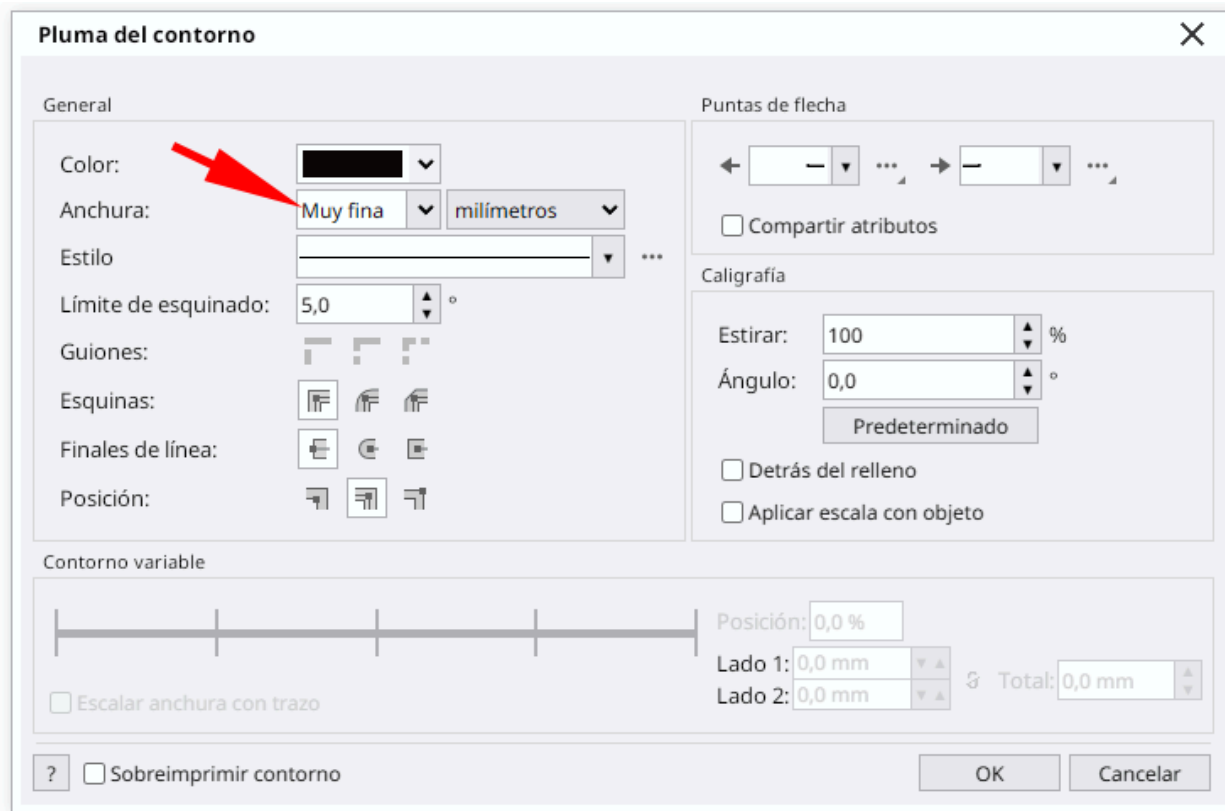 Pluma del contorno
General
Color:
Anchura: Muy fina milímetros
Estilo
Límite de esquinado: 5,0 °
Guiones:
Esquinas:
Finales de línea:
Posición:
Puntas de flecha
Compartir atributos
Caligrafía
Estirar: 100 %
Ángulo: 0,0 °
Predeterminado
Detrás del relleno
Aplicar escala con objeto
Contorno variable
Posición: 0,0 %
Lado 1: 0,0 mm
Lado 2: 0,0 mm
Total: 0,0 mm
Escalar anchura con trazo
? Sobreimprimir contorno
OK Cancelar